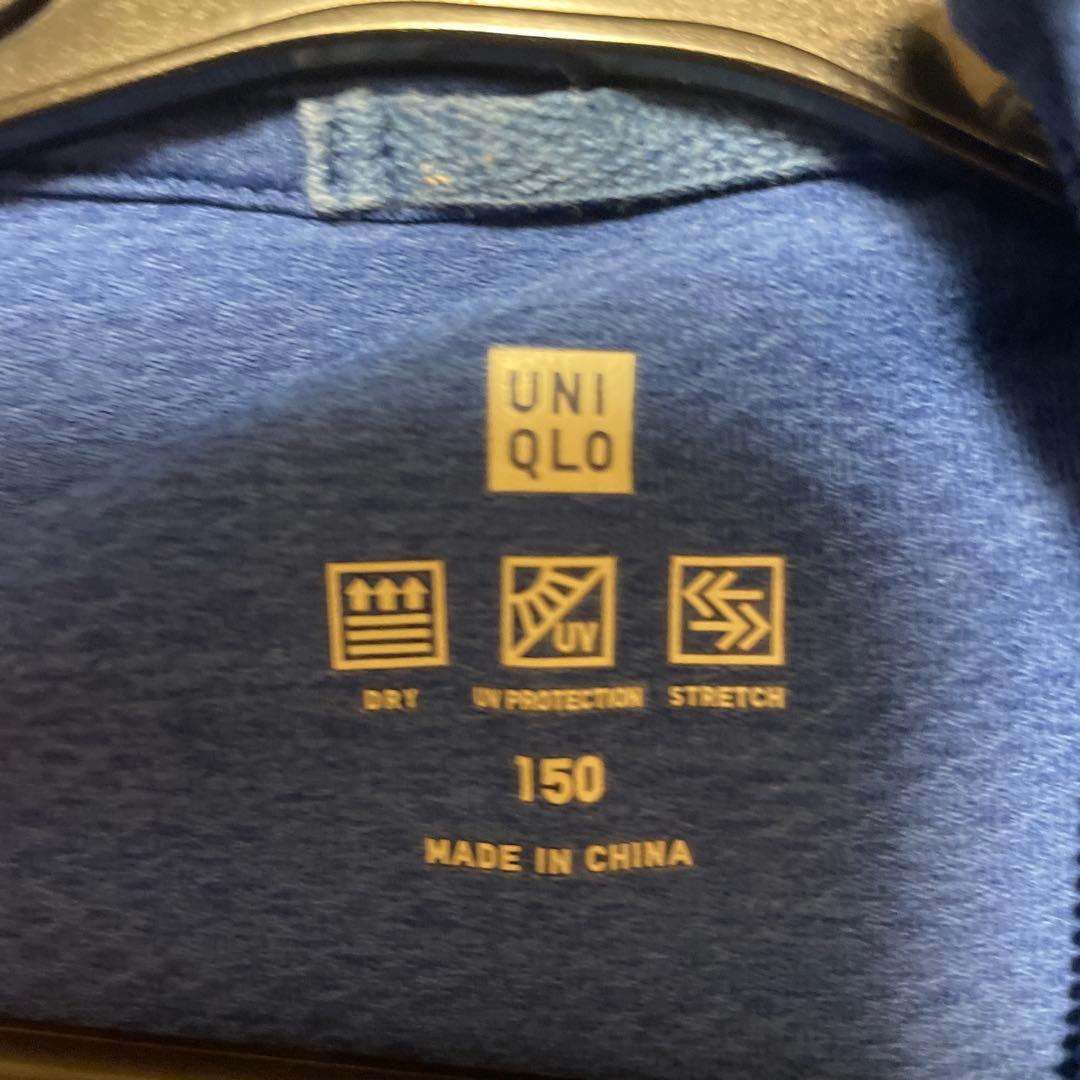 UNI
QLO
UV
DRY UV PROTECTION STRETCH
150
MADE IN CHINA